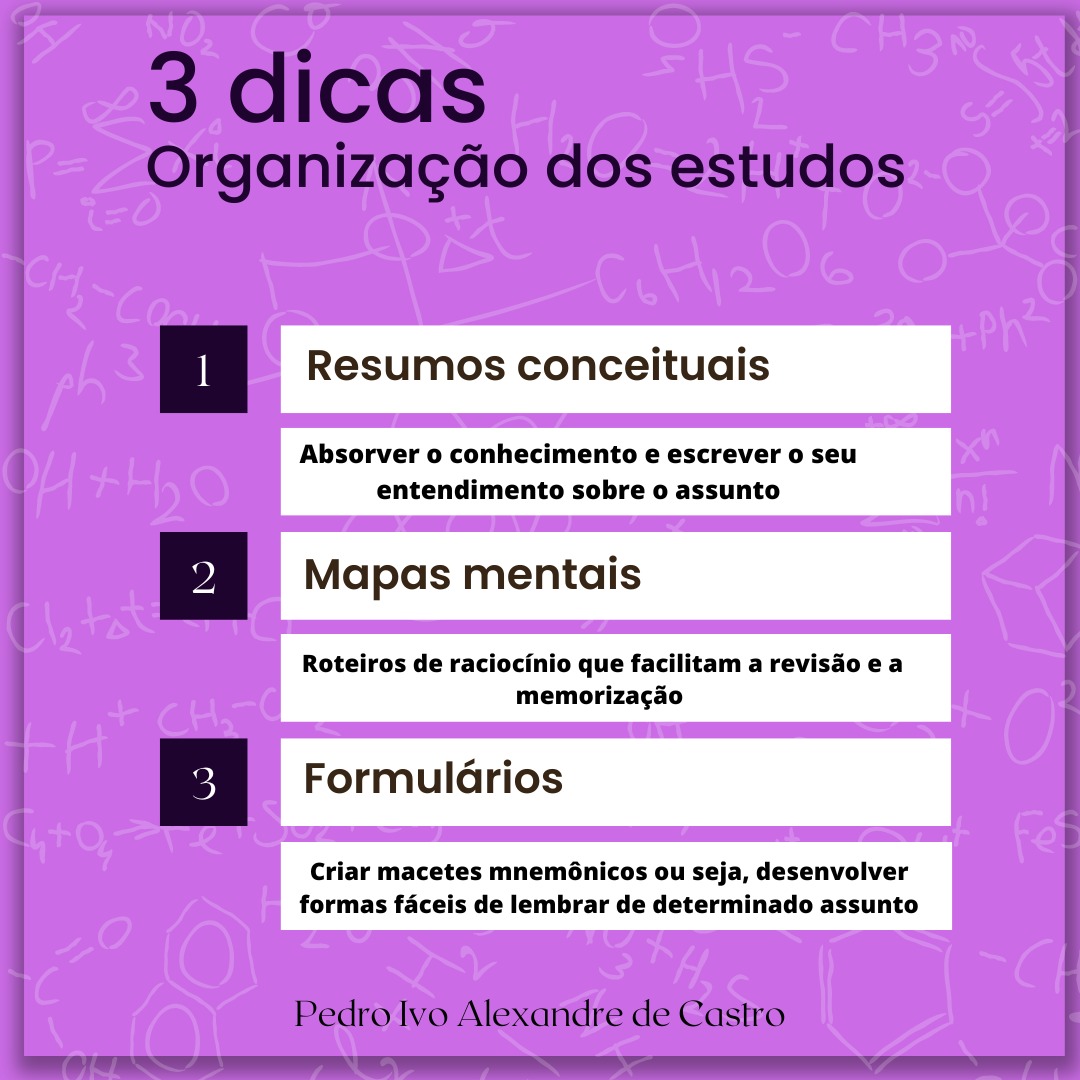 3 dicas
Organização dos estudos
1
Resumos conceituais
Absorver o conhecimento e escrever o seu
entendimento sobre o assunto
2
Mapas mentais
Roteiros de raciocínio que facilitam a revisão e a
memorização
3
Formulários
Criar macetes mnemônicos ou seja, desenvolver
formas fáceis de lembrar de determinado assunto
Pedro Ivo Alexandre de Castro